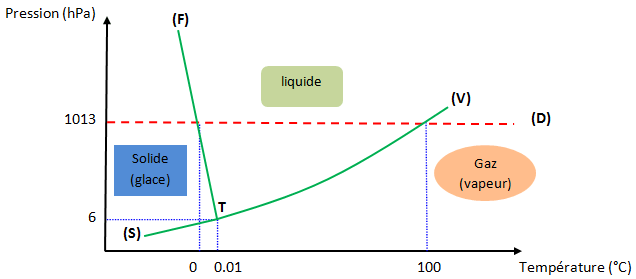 Pression (hPa)
(F)
liquide
(V)
1013
(D)
Solide
(glace)
Gaz
(vapeur)
T
6
(S)
0
0.01
100
Température (°C)